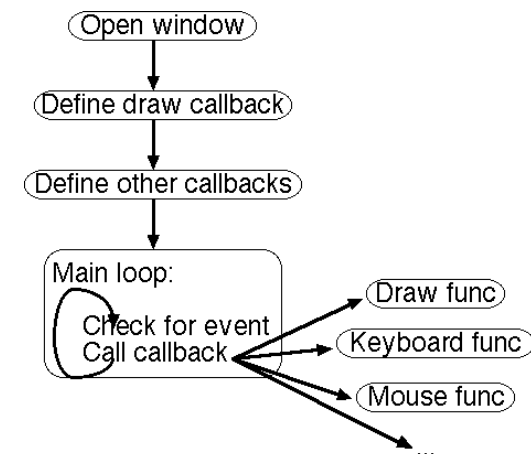 Open window
Define draw callback
Define other callbacks
Main loop:
Check for event
Call callback
Draw func
Keyboard func
Mouse func
...